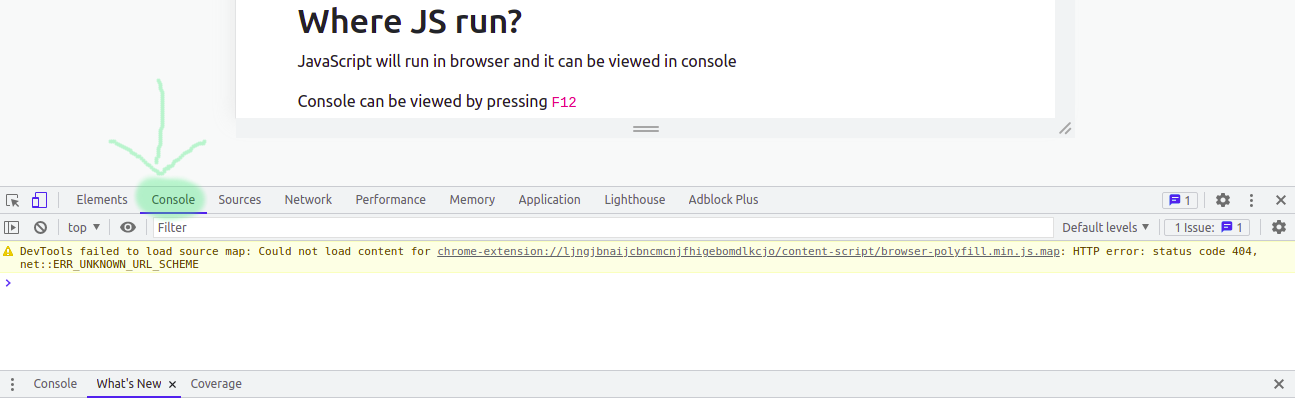 Where JS run?
JavaScript will run in browser and it can be viewed in console
Console can be viewed by pressing F12
Elements Console Sources Network Performance Memory Application Lighthouse Adblock Plus 1
top Filter Default levels 1 Issue: 1
DevTools failed to load source map: Could not load content for chrome-extension://ljngjbnaijcbncmcnjfhigebomdlkcjo/content-script/browser-polyfill.min.js.map: HTTP error: status code 404,
net::ERR_UNKNOWN_URL_SCHEME
Console What's New Coverage